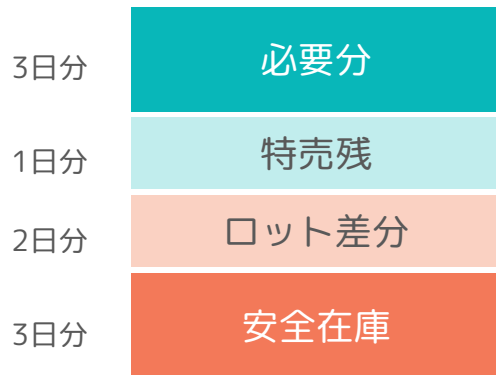 3日分 必要分
1日分 特売残
2日分 ロット差分
3日分 安全在庫